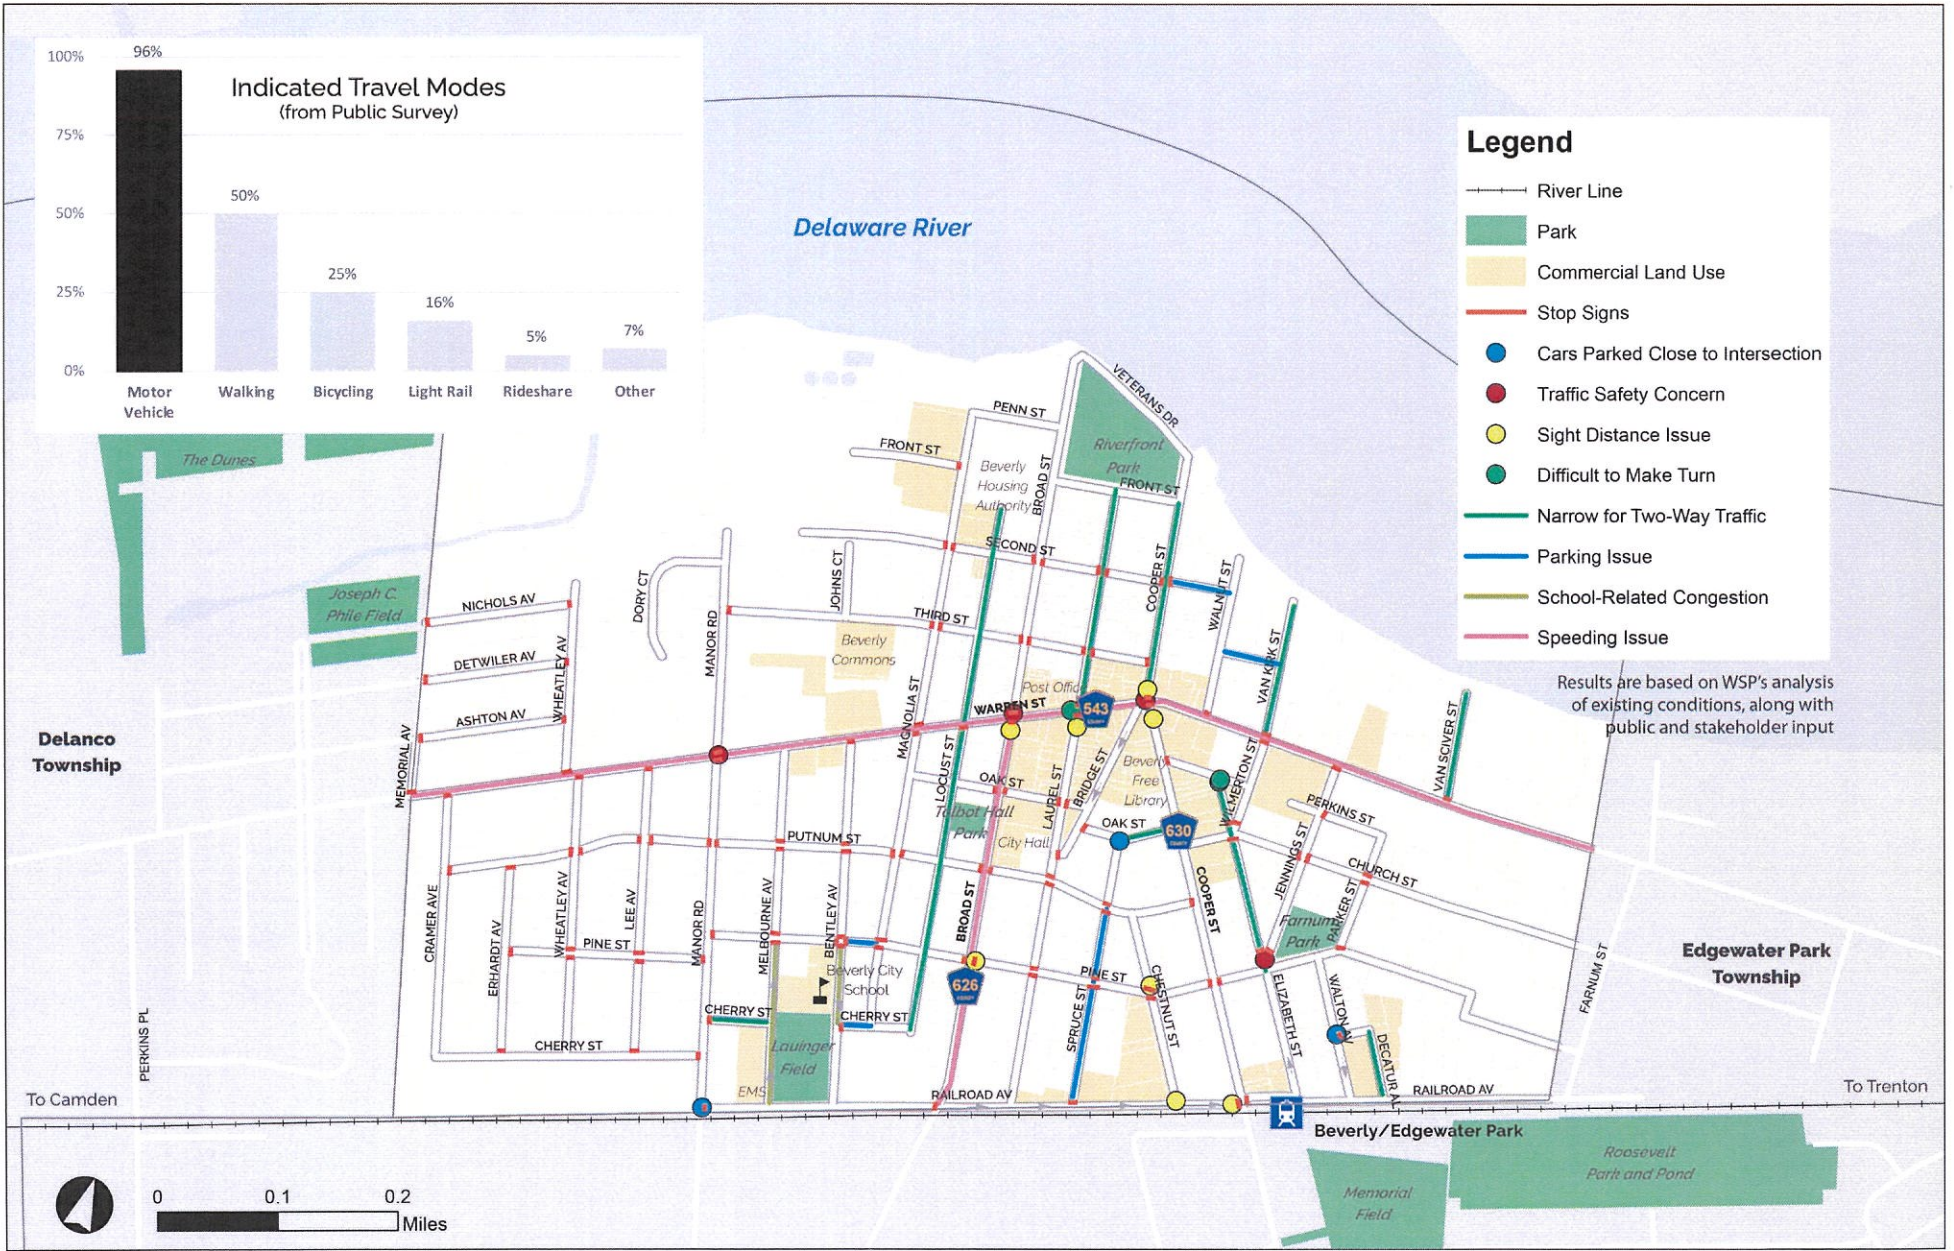 Indicated Travel Modes
(from Public Survey)
100%
75%
50%
25%
0%
96%
50%
25%
16%
5%
7%
Motor
Vehicle
Walking
Bicycling
Light Rail
Rideshare
Other
Delaware River
Legend
River Line
Park
Commercial Land Use
Stop Signs
Cars Parked Close to Intersection
Traffic Safety Concern
Sight Distance Issue
Difficult to Make Turn
Narrow for Two-Way Traffic
Parking Issue
School-Related Congestion
Speeding Issue
Results are based on WSP's analysis
of existing conditions, along with
public and stakeholder input
The Dunes
Joseph C.
Phile Field
Delanco
Township
Edgewater Park
Township
VETERANS DR
PENN ST
FRONT ST
Riverfront
Park
FRONT ST
Beverly
Housing
Authority
BROAD ST
SECOND ST
COOPER ST
WALNUT ST
VAN KIRK ST
VAN SCIVER ST
DORY CT
JOHNS CT
MANOR RD
THIRD ST
Beverly
Commons
NICHOLS AV
DETWILER AV
ASHTON AV
WHEATLEY AV
MEMORIAL AV
MAGNOLIA ST
Post Office
WARREN ST
543
COUNTY
LOCUST ST
OAK ST
Talbot Hall
Park
City Hall
LAUREL ST
BRIDGE ST
Beverly
Free
Library
OAK ST
630
COUNTY
WILMERTON ST
PERKINS ST
JENNINGS ST
CHURCH ST
PARKER ST
Farnum
Park
PUTNUM ST
CRAMER AVE
ERHARDT AV
WHEATLEY AV
LEE AV
PINE ST
MANOR RD
MELBOURNE AV
BENTLEY AV
Beverly City
School
BROAD ST
626
COUNTY
COOPER ST
PINE ST
SPRUCE ST
CHESTNUT ST
ELIZABETH ST
WALTON AV
DECATUR AL
FARNUM ST
CHERRY ST
CHERRY ST
CHERRY ST
Lauinger
Field
EMS
RAILROAD AV
RAILROAD AV
PERKINS PL
To Camden
To Trenton
Beverly/Edgewater Park
Roosevelt
Park and Pond
Memorial
Field
0
0.1
0.2
Miles